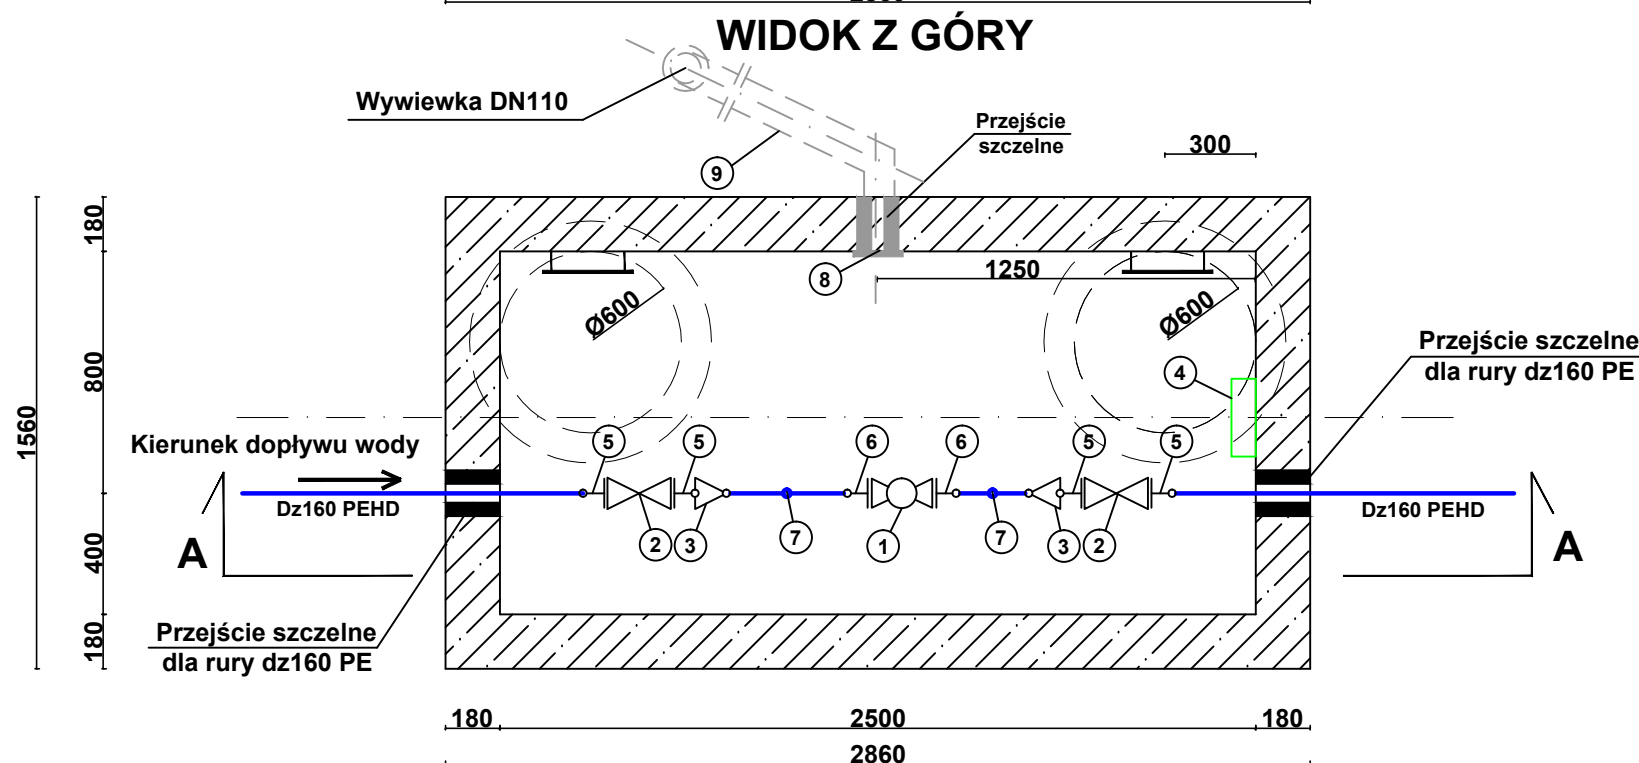 WIDOK Z GÓRY
Wywiewka DN110
Przejście
szczelne
300
9
180
8
1250
Ø600
Ø600
Przejście szczelne
dla rury dz160 PE
800
4
1560
Kierunek dopływu wody
5
5
6
6
5
5
Dz160 PEHD
Dz160 PEHD
A
2
3
7
1
7
3
2
A
400
180
Przejście szczelne
dla rury dz160 PE
180
2500
180
2860